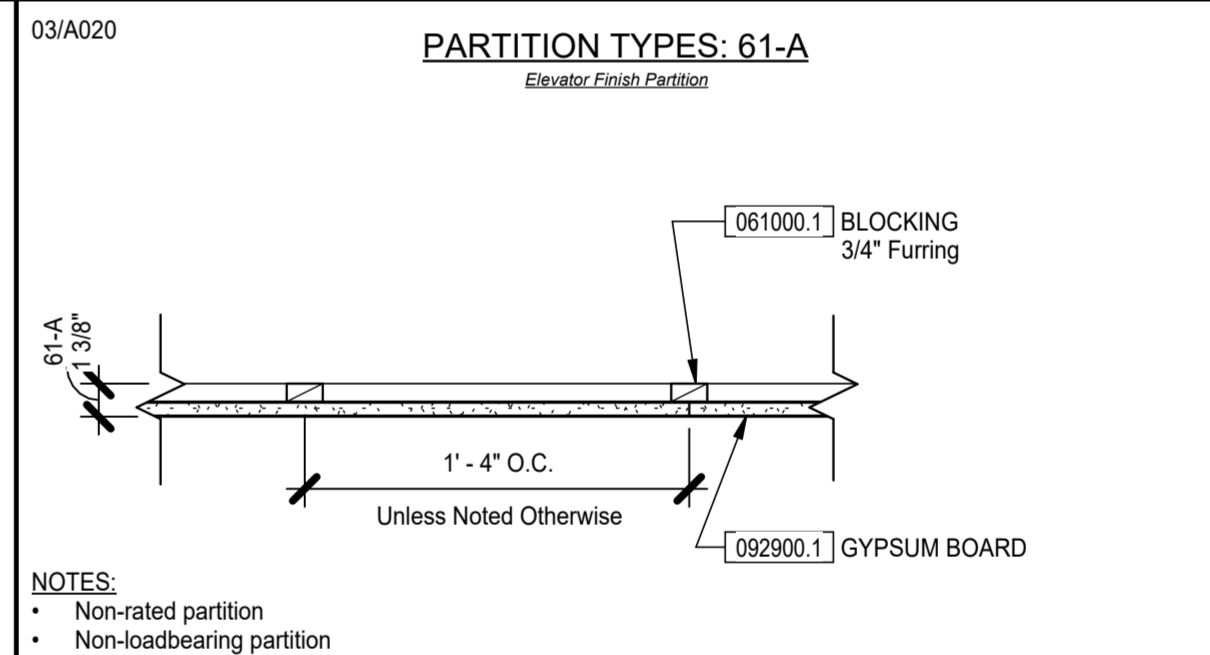 03/A020
PARTITION TYPES: 61-A
Elevator Finish Partition
061000.1 BLOCKING
3/4" Furring
61-A
1 3/8"
1' - 4" O.C.
Unless Noted Otherwise
092900.1 GYPSUM BOARD
NOTES:
• Non-rated partition
• Non-loadbearing partition